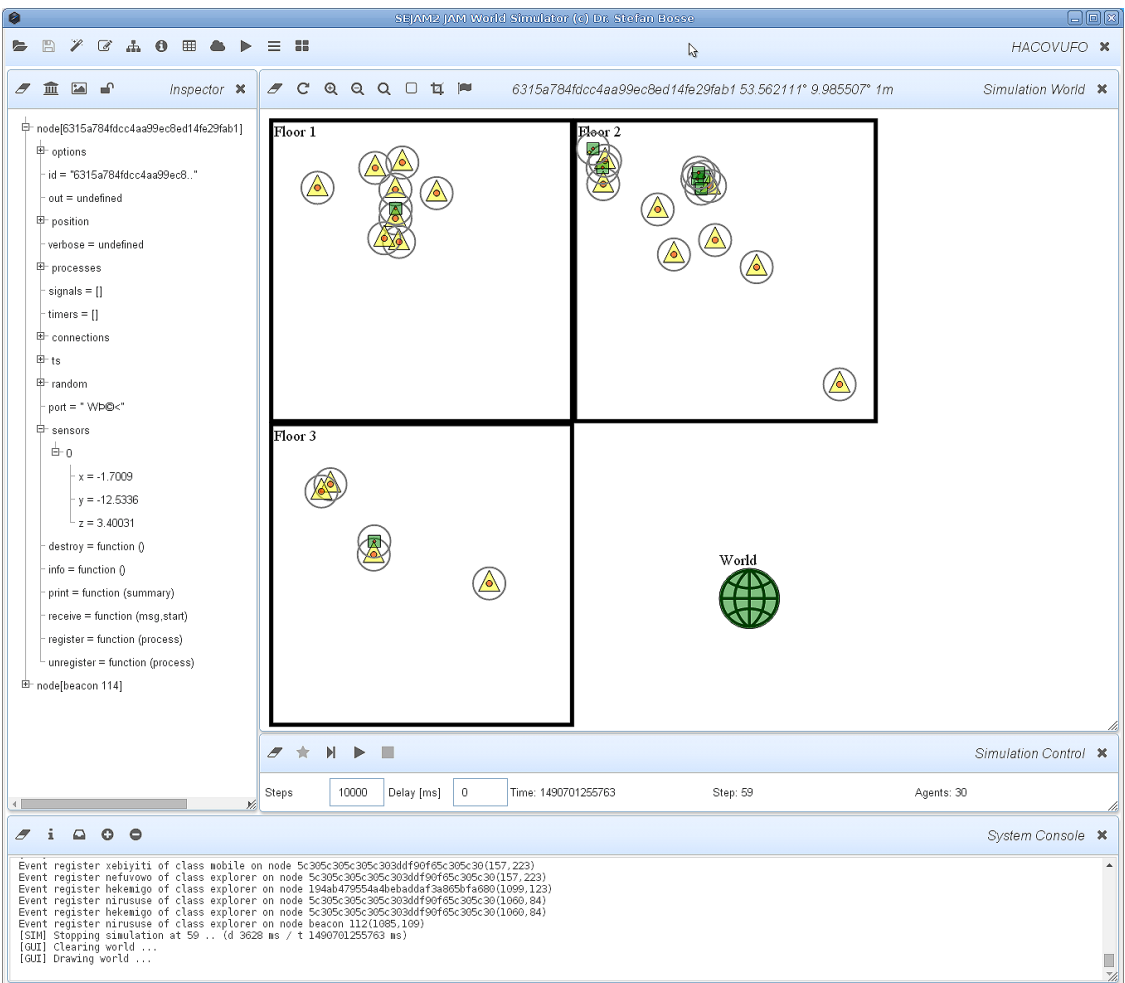 SEJAM2 JAM World Simulator (c) Dr. Stefan Bosse
HACOVUFO
Inspector
node[6315a784fdcc4aa99ec8ed14fe29fab1]
options
id = "6315a784fdcc4aa99ec8.."
out = undefined
position
verbose = undefined
processes
signals = []
timers = []
connections
ts
random
port = " WÞ©<"
sensors
0
x = -1.7009
y = -12.5336
z = 3.40031
destroy = function ()
info = function ()
print = function (summary)
receive = function (msg,start)
register = function (process)
unregister = function (process)
node[beacon 114]
6315a784fdcc4aa99ec8ed14fe29fab1 53.562111° 9.985507° 1m
Simulation World
Floor 1
Floor 2
Floor 3
World
Simulation Control
Steps 10000 Delay [ms] 0 Time: 1490701255763 Step: 59 Agents: 30
System Console
Event register xebiyiti of class mobile on node 5c305c305c305c303ddf90f65c305c30(157,223)
Event register nefuvowo of class explorer on node 5c305c305c305c303ddf90f65c305c30(157,223)
Event register hekemigo of class explorer on node 194ab479554a4bebaddaf3a865bfa680(1099,123)
Event register nirususe of class explorer on node 5c305c305c305c303ddf90f65c305c30(1060,84)
Event register hekemigo of class explorer on node 5c305c305c305c303ddf90f65c305c30(1060,84)
Event register nirususe of class explorer on node beacon 112(1085,109)
[SIM] Stopping simulation at 59 .. (d 3628 ms / t 1490701255763 ms)
[GUI] Clearing world ...
[GUI] Drawing world ...